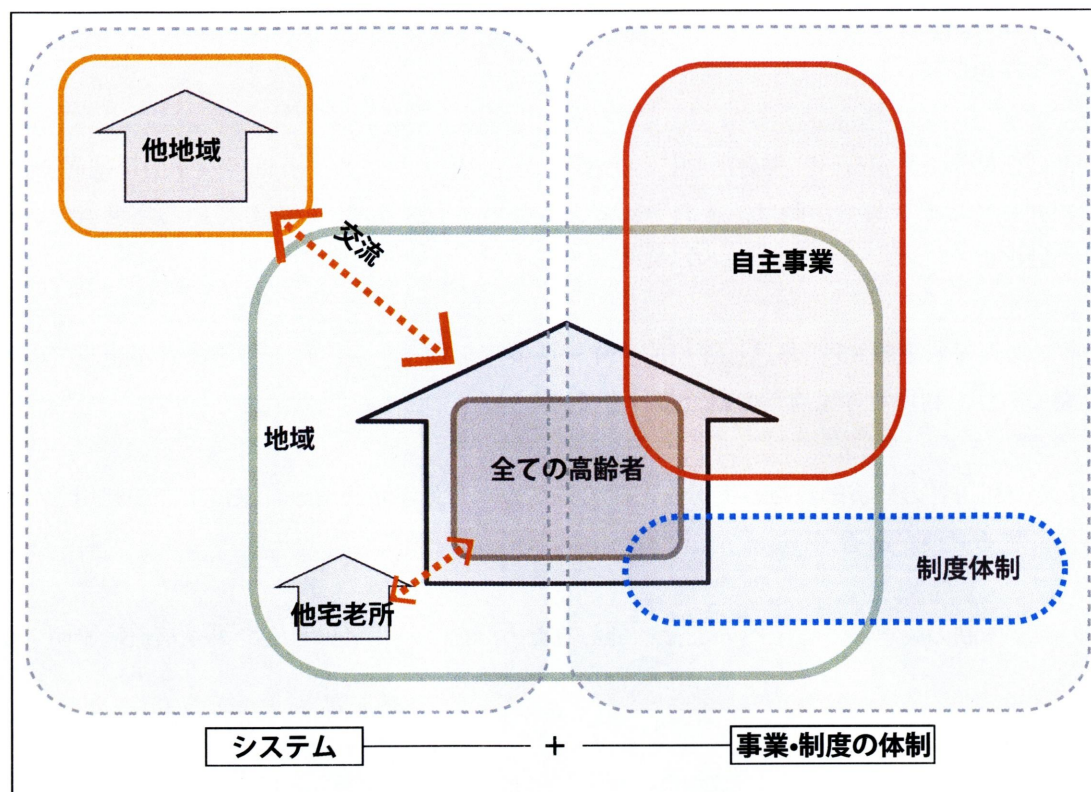 他地域
交流
自主事業
地域
全ての高齢者
制度体制
他宅老所
システム
+
事業・制度の体制